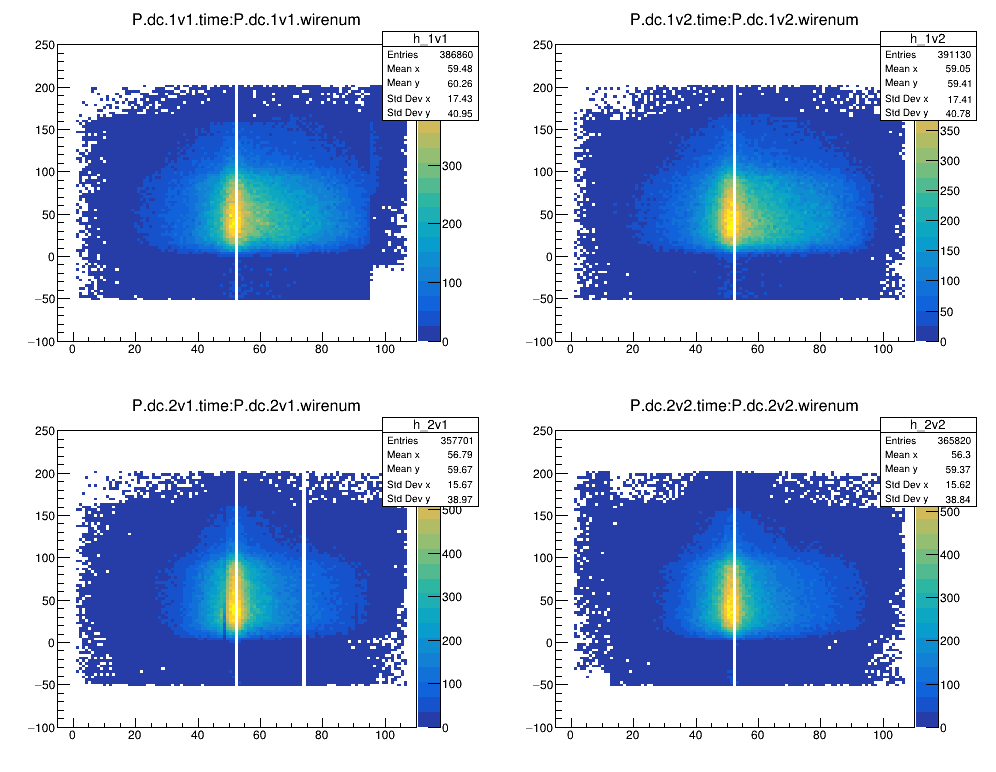 P.dc.1v1.time:P.dc.1v1.wirenum
h_1v1
Entries 386860
Mean x 59.48
Mean y 60.26
Std Dev x 17.43
Std Dev y 40.95
250
200
150
100
50
0
−50
−100
0 20 40 60 80 100
300
200
100
0
P.dc.1v2.time:P.dc.1v2.wirenum
h_1v2
Entries 391130
Mean x 59.05
Mean y 59.41
Std Dev x 17.41
Std Dev y 40.78
250
200
150
100
50
0
−50
−100
0 20 40 60 80 100
350
300
250
200
150
100
50
0
P.dc.2v1.time:P.dc.2v1.wirenum
h_2v1
Entries 357701
Mean x 56.79
Mean y 59.67
Std Dev x 15.67
Std Dev y 38.97
250
200
150
100
50
0
−50
−100
0 20 40 60 80 100
500
400
300
200
100
0
P.dc.2v2.time:P.dc.2v2.wirenum
h_2v2
Entries 365820
Mean x 56.3
Mean y 59.37
Std Dev x 15.62
Std Dev y 38.84
250
200
150
100
50
0
−50
−100
0 20 40 60 80 100
500
400
300
200
100
0